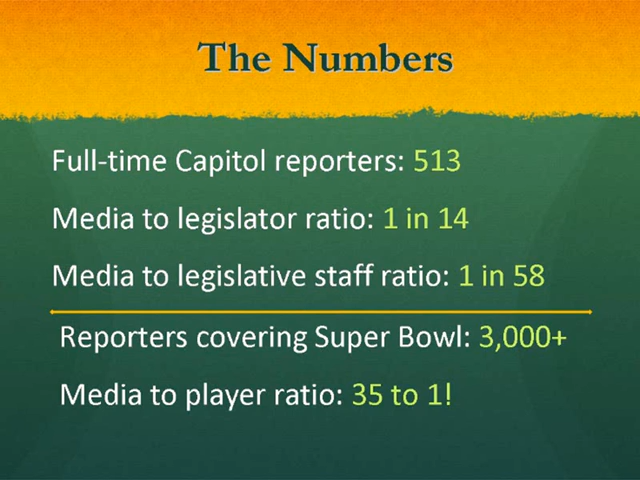 The Numbers
Full-time Capitol reporters: 513
Media to legislator ratio: 1 in 14
Media to legislative staff ratio: 1 in 58
Reporters covering Super Bowl: 3,000+
Media to player ratio: 35 to 1!